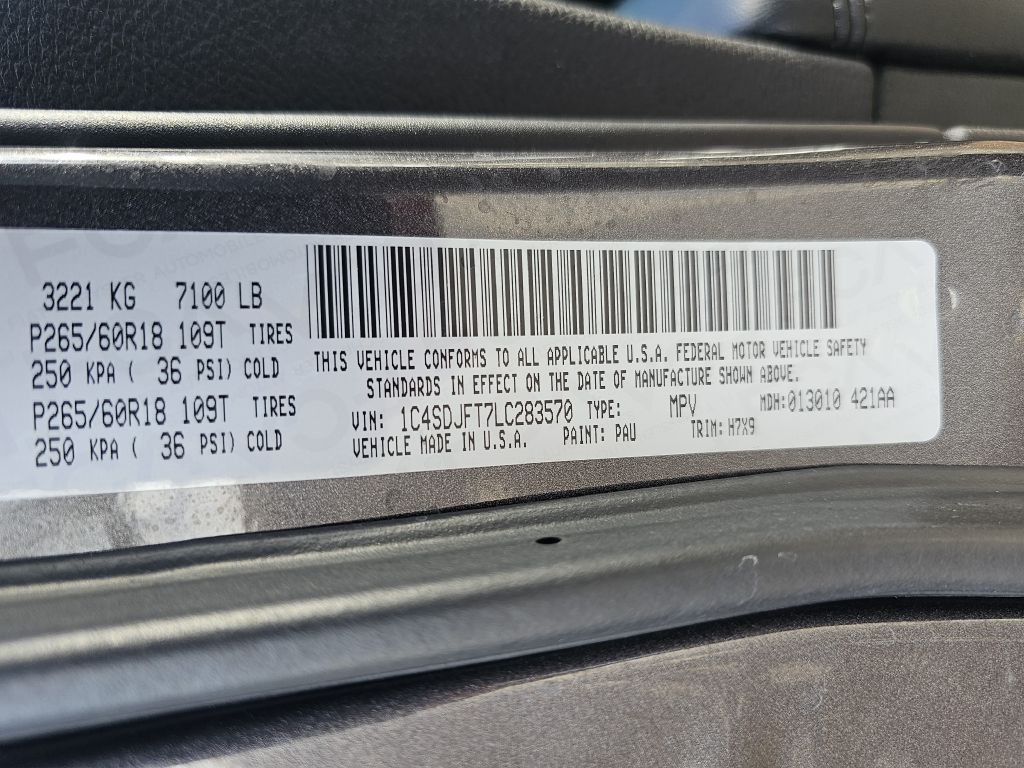 3221 KG 7100 LB
P265/60R18 109T TIRES
250 KPA ( 36 PSI) COLD
P265/60R18 109T TIRES
250 KPA ( 36 PSI) COLD
THIS VEHICLE CONFORMS TO ALL APPLICABLE U.S.A. FEDERAL MOTOR VEHICLE SAFETY
STANDARDS IN EFFECT ON THE DATE OF MANUFACTURE SHOWN ABOVE.
VIN: 1C4SDJFT7LC283570 TYPE: MPV MDH:013010 421AA
VEHICLE MADE IN U.S.A. PAINT: PAU TRIM: H7X9